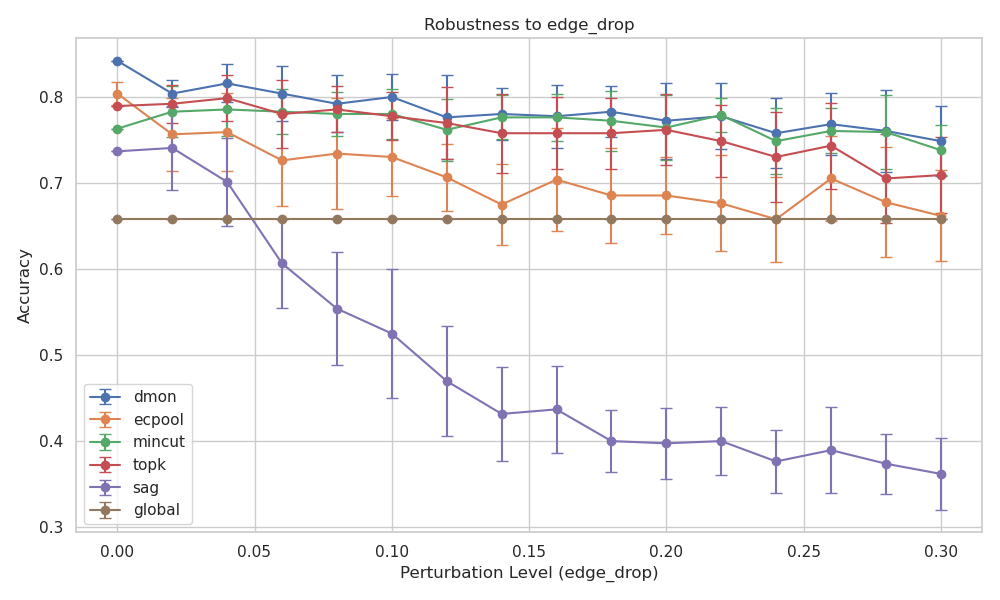 Robustness to edge_drop
Accuracy
0.8
0.7
0.6
0.5
0.4
0.3
dmon
ecpool
mincut
topk
sag
global
0.00 0.05 0.10 0.15 0.20 0.25 0.30
Perturbation Level (edge_drop)